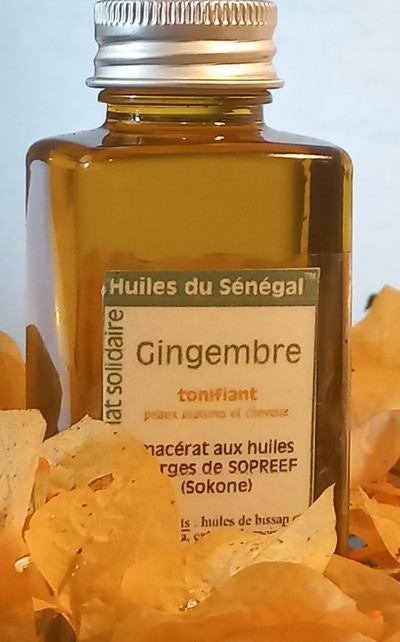 Huiles du Sénégal
at solidaire
Gingembre
tonifiant
peaux matures et cheveux
macérat aux huiles
rges de SOPREEF
(Sokone)
ts : huiles de bissap